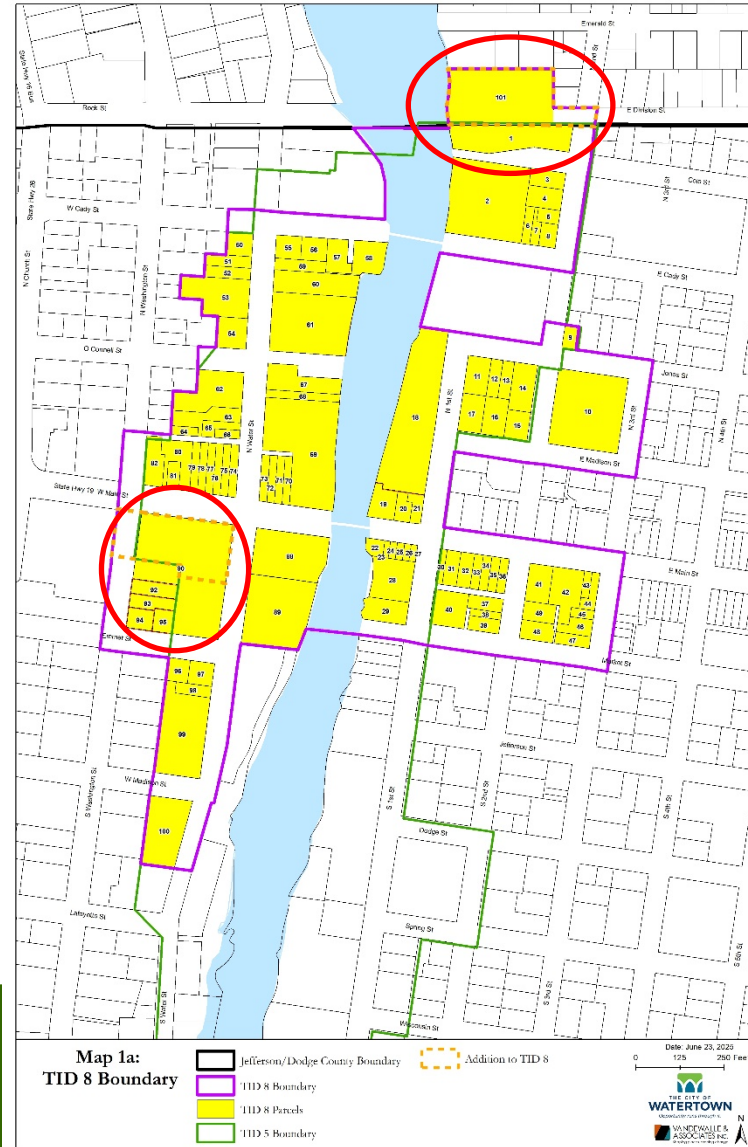 Emerald St
N 2nd St
State Hwy 16 Bus
101
Rock St
E Division St
1
N 3rd St
Cole St
3
4
2
5
6
7
8
State Hwy 26
W Cady St
N Church St
N Washington St
50
51
52
53
54
55
56
57
58
59
60
61
E Cady St
N 4th St
O Connell St
9
Jones St
62
63
64
65
66
67
68
69
N Water St
18
N 1st St
11
12
13
14
17
16
15
10
N 3rd St
E Madison St
80
82
81
79
78
77
76
75
74
73
72
71
70
19
20
21
State Hwy 19 W Main St
90
88
89
22
23
24
25
26
27
28
29
30
31
32
33
34
35
36
37
38
39
40
41
42
43
44
45
46
47
49
E Main St
92
93
94
95
Emmet St
Market St
96
97
98
99
Jefferson St
W Madison St
S Washington St
100
S 1st St
S 2nd St
S 4th St
Dodge St
Lafayette St
Spring St
S 3rd St
S 5th St
S Water St
Wisconsin St
Map 1a:
TID 8 Boundary
Jefferson/Dodge County Boundary
Addition to TID 8
TID 8 Boundary
TID 8 Parcels
TID 5 Boundary
Date: June 23, 2025
0 125 250 Feet
THE CITY OF
WATERTOWN
VANDEWALLE &
ASSOCIATES INC.
N